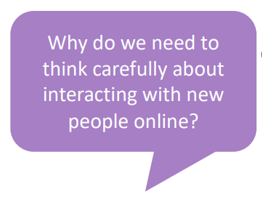 Why do we need to
think carefully about
interacting with new
people online?